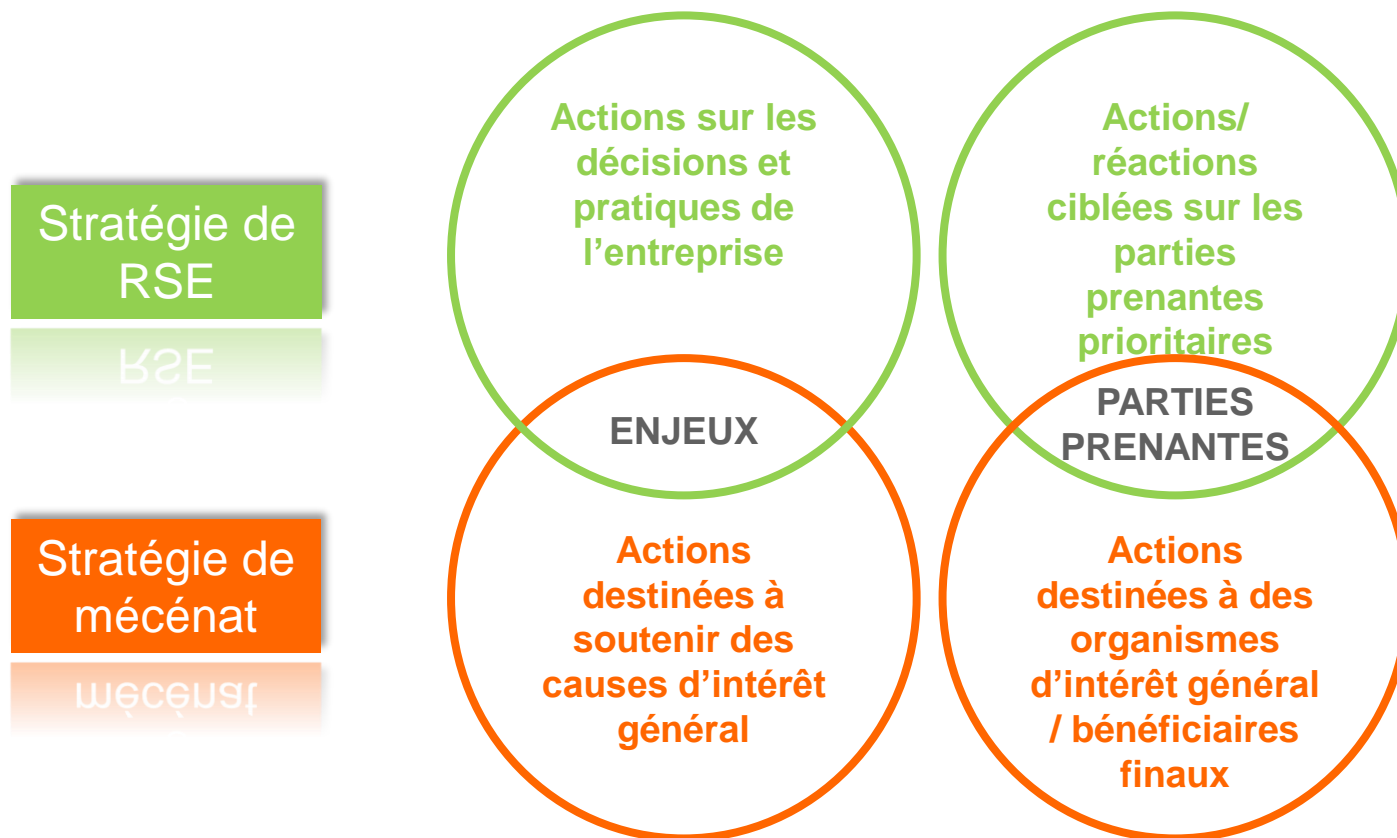 Stratégie de
RSE
Actions sur les
décisions et
pratiques de
l’entreprise
Actions/
réactions
ciblées sur les
parties
prenantes
prioritaires
ENJEUX
PARTIES
PRENANTES
Stratégie de
mécénat
Actions
destinées à
soutenir des
causes d’intérêt
général
Actions
destinées à des
organismes
d’intérêt général
/ bénéficiaires
finaux